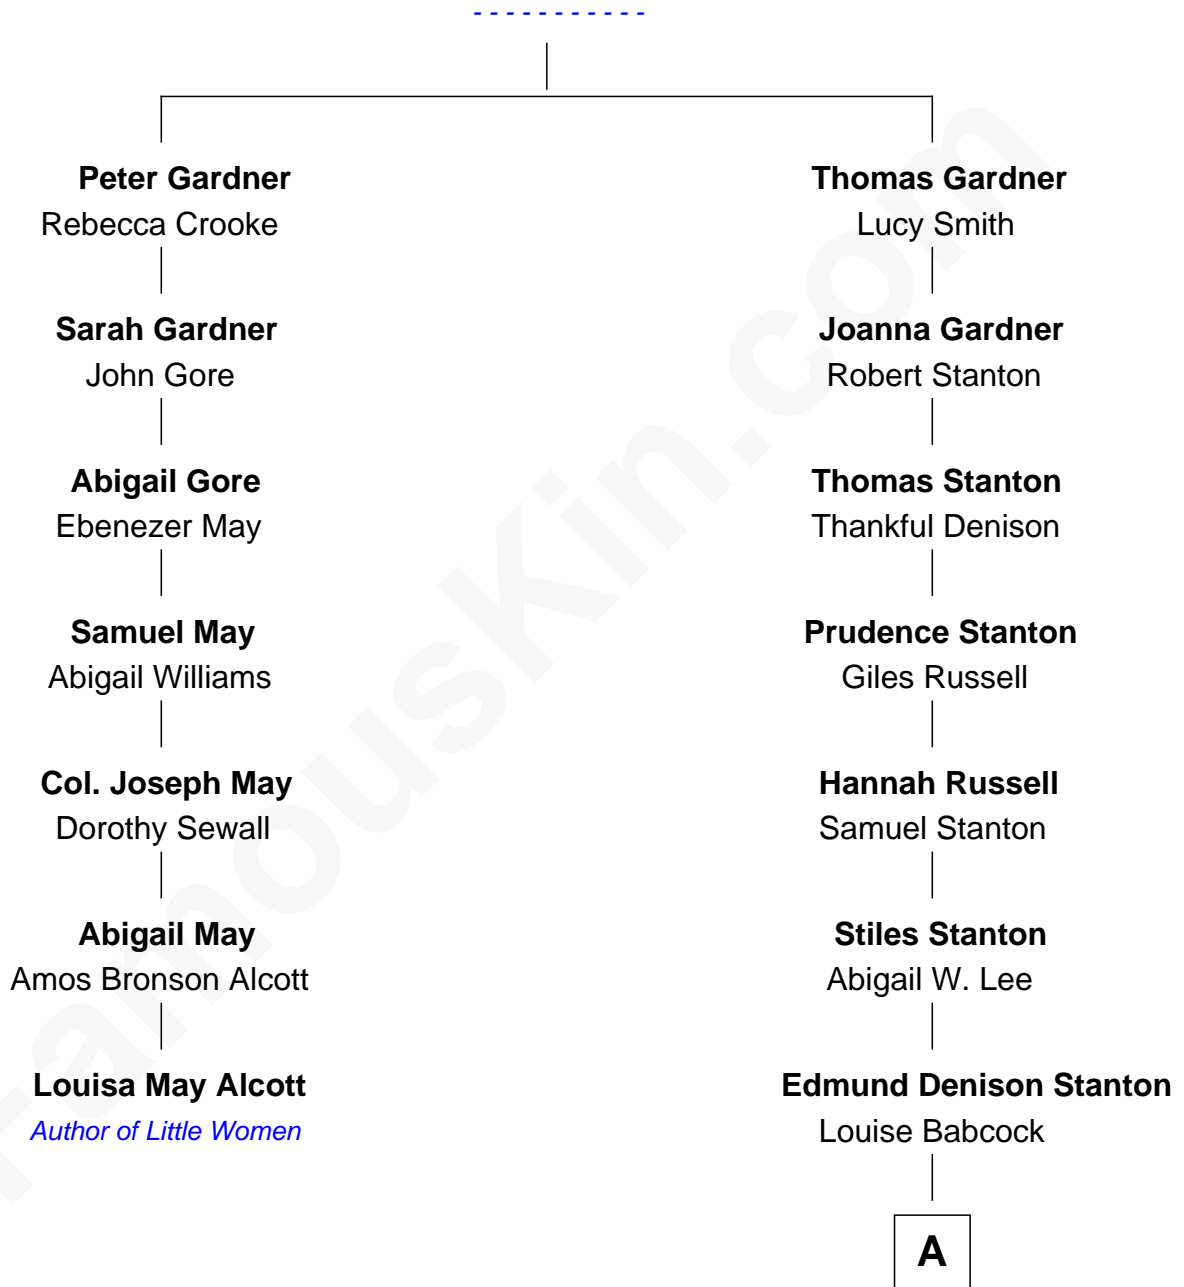 - - - - - - - - - - -
Peter Gardner
Rebecca Crooke
Thomas Gardner
Lucy Smith
Sarah Gardner
John Gore
Joanna Gardner
Robert Stanton
Abigail Gore
Ebenezer May
Thomas Stanton
Thankful Denison
Samuel May
Abigail Williams
Prudence Stanton
Giles Russell
Col. Joseph May
Dorothy Sewall
Hannah Russell
Samuel Stanton
Abigail May
Amos Bronson Alcott
Stiles Stanton
Abigail W. Lee
Louisa May Alcott
Author of Little Women
Edmund Denison Stanton
Louise Babcock
A
FamousKin.com